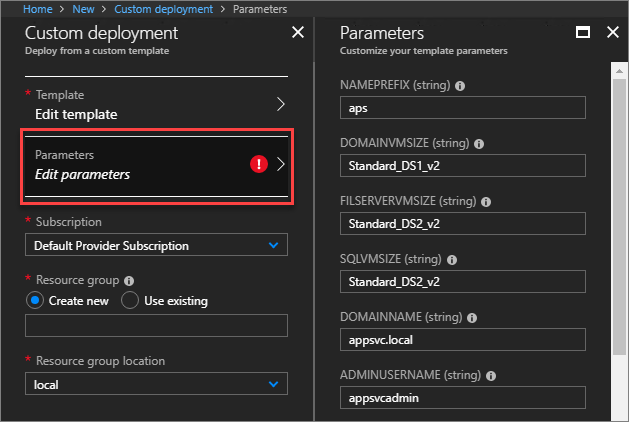 Home > New > Custom deployment > Parameters
Custom deployment
Deploy from a custom template
* Template
Edit template
Parameters
Edit parameters
* Subscription
Default Provider Subscription
* Resource group
Create new
Use existing
* Resource group location
local
Parameters
Customize your template parameters
NAMEPREFIX (string)
aps
DOMAINVMSIZE (string)
Standard_DS1_v2
FILSERVERVMSIZE (string)
Standard_DS2_v2
SQLVMSIZE (string)
Standard_DS2_v2
DOMAINNAME (string)
appsvc.local
ADMINUSERNAME (string)
appsvcadmin